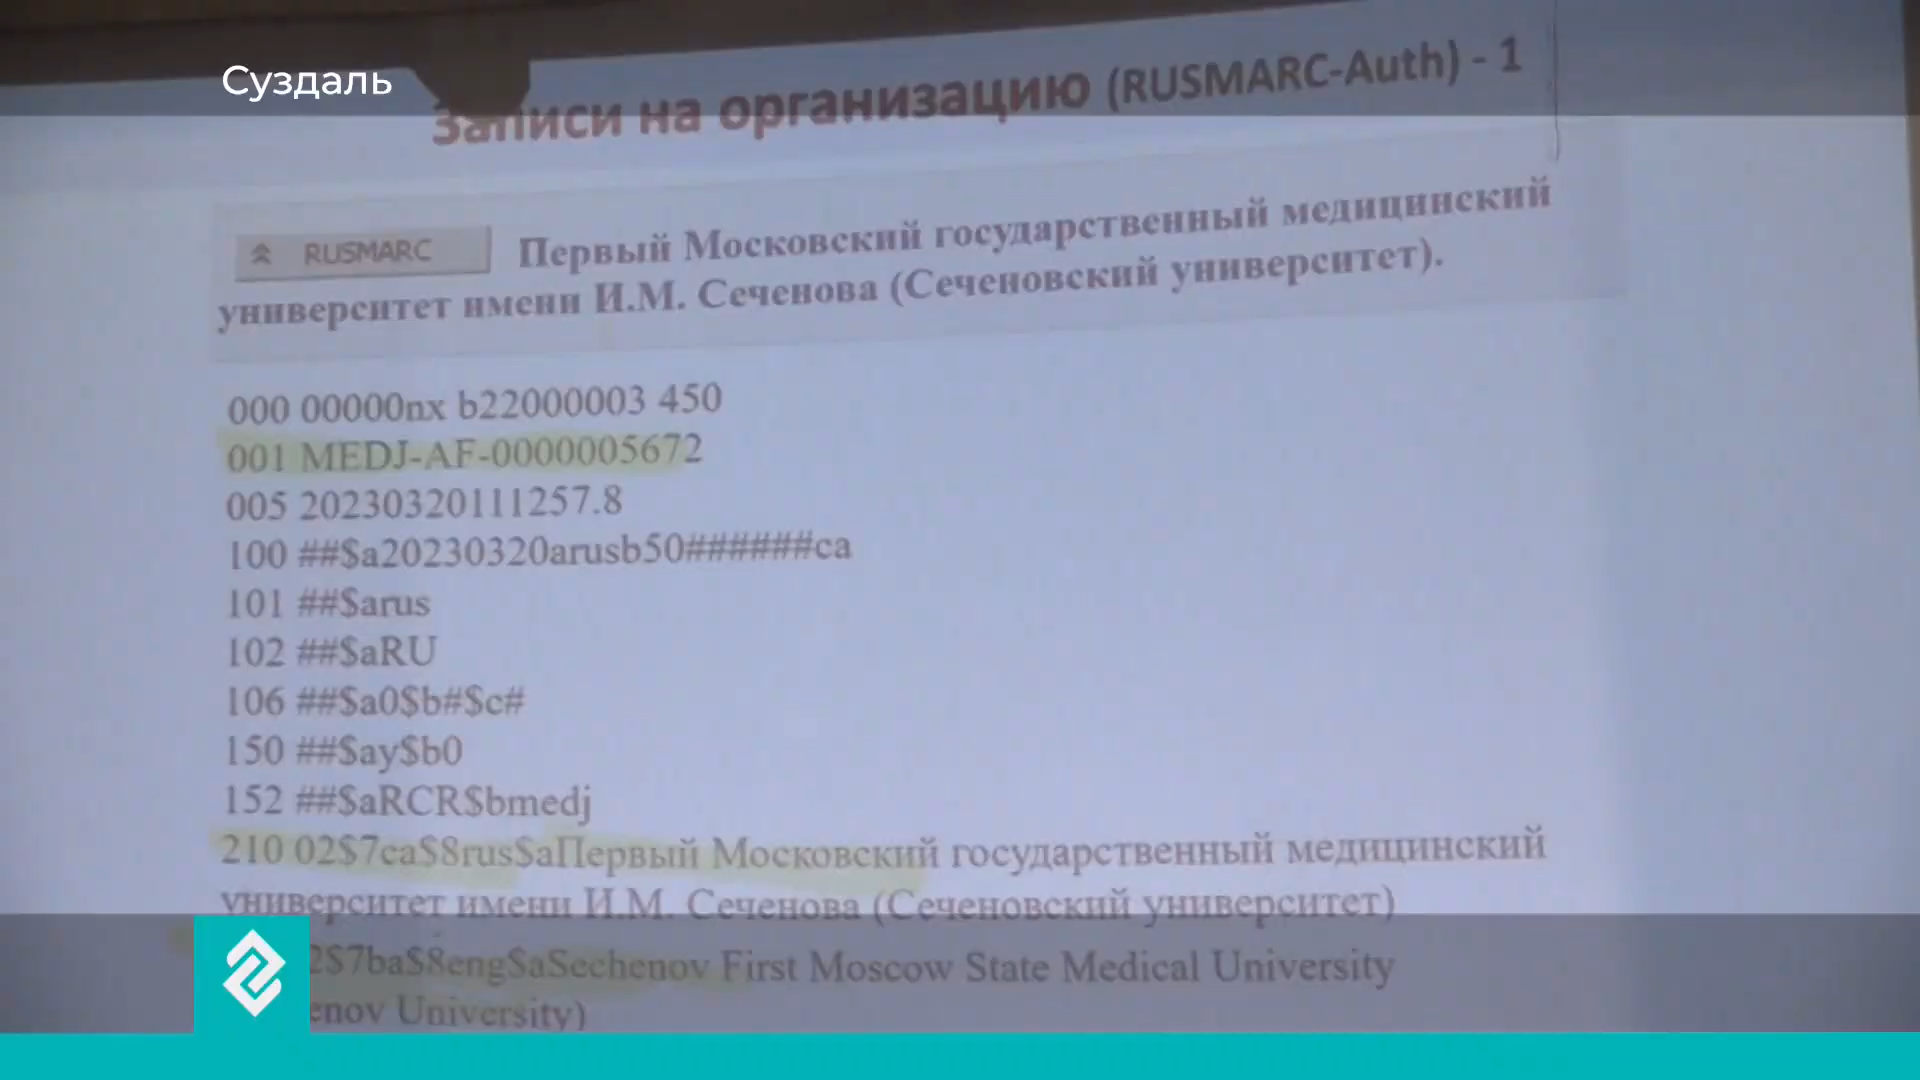 Суздаль
Записи на организацию (RUSMARC-Auth) - 1
RUSMARC Первый Московский государственный медицинский
университет имени И.М. Сеченова (Сеченовский университет).
000 00000nx b22000003 450
001 MEDJ-AF-0000005672
005 20230320111257.8
100 ##$a20230320arusb50######ca
101 ##$arus
102 ##$aRU
106 ##$a0$b#$c#
150 ##$ay$b0
152 ##$aRCR$bmedj
210 02$7ca$8rus$aПервый Московский государственный медицинский
университет имени И.М. Сеченова (Сеченовский университет)
2$7ba$8eng$aSechenov First Moscow State Medical University
enov University)